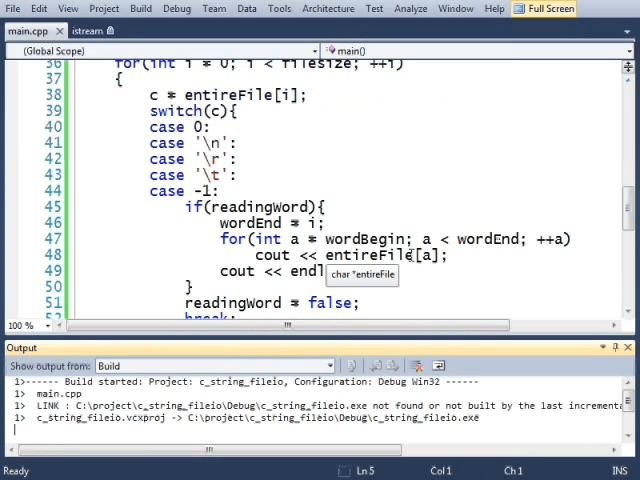 File Edit View Project Build Debug Team Data Tools Architecture Test Analyze Window Help Full Screen
main.cpp istream
(Global Scope) main()
36 for(int i = 0; i < filesize; ++i)
37 {
38 c = entireFile[i];
39 switch(c){
40 case 0:
41 case '\n':
42 case '\r':
43 case '\t':
44 case -1:
45 if(readingWord){
46 wordEnd = i;
47 for(int a = wordBegin; a < wordEnd; ++a)
48 cout << entireFile[a];
49 cout << endl
char *entireFile
50 }
51 readingWord = false;
52 break;
100 %
Output
Show output from: Build
1>------ Build started: Project: c_string_fileio, Configuration: Debug Win32 ------
1> main.cpp
1> LINK : C:\project\c_string_fileio\Debug\c_string_fileio.exe not found or not built by the last incrementa
1> c_string_fileio.vcxproj -> C:\project\c_string_fileio\Debug\c_string_fileio.exe
Ready Ln 5 Col 1 Ch 1 INS